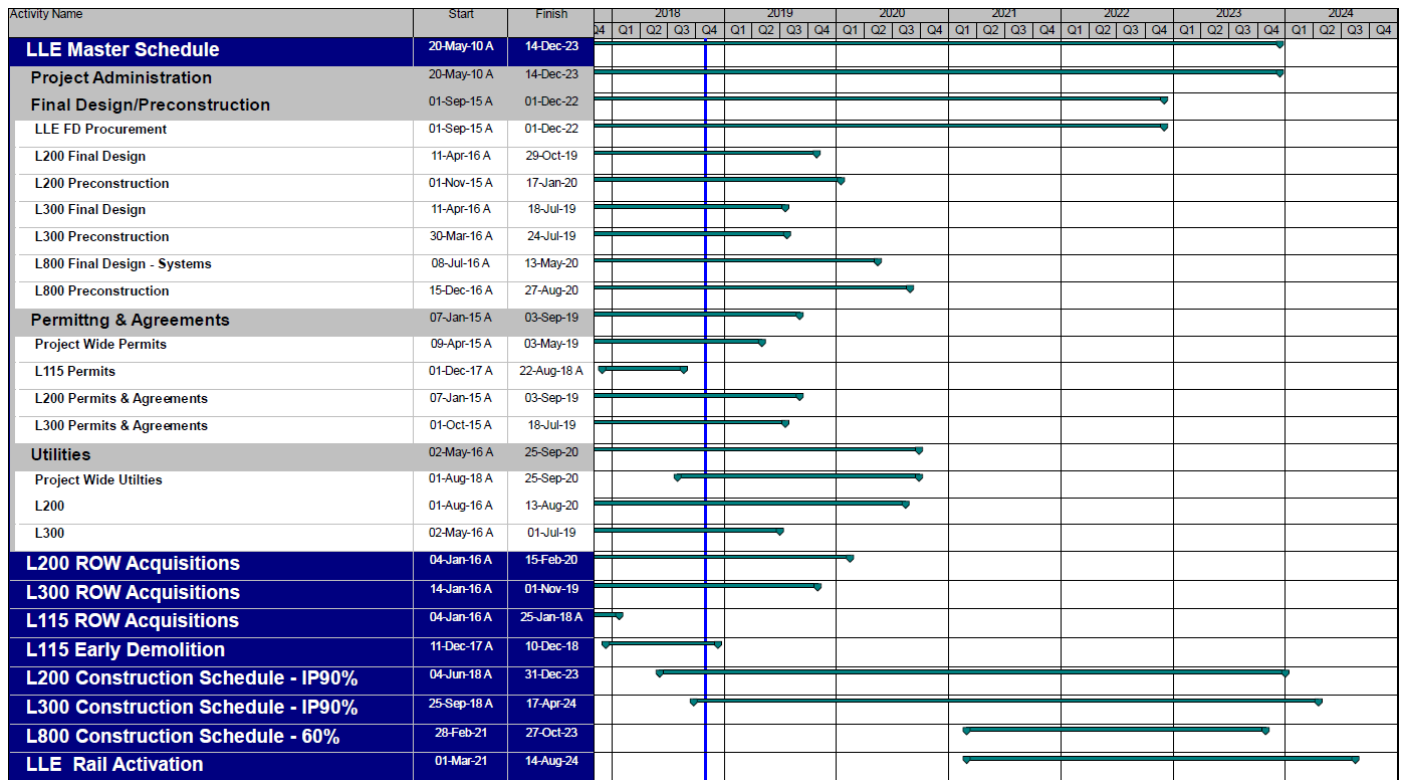 Activity Name Start Finish 2018 2019 2020 2021 2022 2023 2024
Q4 Q1 Q2 Q3 Q4 Q1 Q2 Q3 Q4 Q1 Q2 Q3 Q4 Q1 Q2 Q3 Q4 Q1 Q2 Q3 Q4 Q1 Q2 Q3 Q4 Q1 Q2 Q3 Q4
LLE Master Schedule 20-May-10 A 14-Dec-23
Project Administration 20-May-10 A 14-Dec-23
Final Design/Preconstruction 01-Sep-15 A 01-Dec-22
LLE FD Procurement 01-Sep-15 A 01-Dec-22
L200 Final Design 11-Apr-16 A 29-Oct-19
L200 Preconstruction 01-Nov-15 A 17-Jan-20
L300 Final Design 11-Apr-16 A 18-Jul-19
L300 Preconstruction 30-Mar-16 A 24-Jul-19
L800 Final Design - Systems 08-Jul-16 A 13-May-20
L800 Preconstruction 15-Dec-16 A 27-Aug-20
Permittng & Agreements 07-Jan-15 A 03-Sep-19
Project Wide Permits 09-Apr-15 A 03-May-19
L115 Permits 01-Dec-17 A 22-Aug-18 A
L200 Permits & Agreements 07-Jan-15 A 03-Sep-19
L300 Permits & Agreements 01-Oct-15 A 18-Jul-19
Utilities 02-May-16 A 25-Sep-20
Project Wide Utilties 01-Aug-18 A 25-Sep-20
L200 01-Aug-16 A 13-Aug-20
L300 02-May-16 A 01-Jul-19
L200 ROW Acquisitions 04-Jan-16 A 15-Feb-20
L300 ROW Acquisitions 14-Jan-16 A 01-Nov-19
L115 ROW Acquisitions 04-Jan-16 A 25-Jan-18 A
L115 Early Demolition 11-Dec-17 A 10-Dec-18
L200 Construction Schedule - IP90% 04-Jun-18 A 31-Dec-23
L300 Construction Schedule - IP90% 25-Sep-18 A 17-Apr-24
L800 Construction Schedule - 60% 28-Feb-21 27-Oct-23
LLE Rail Activation 01-Mar-21 14-Aug-24